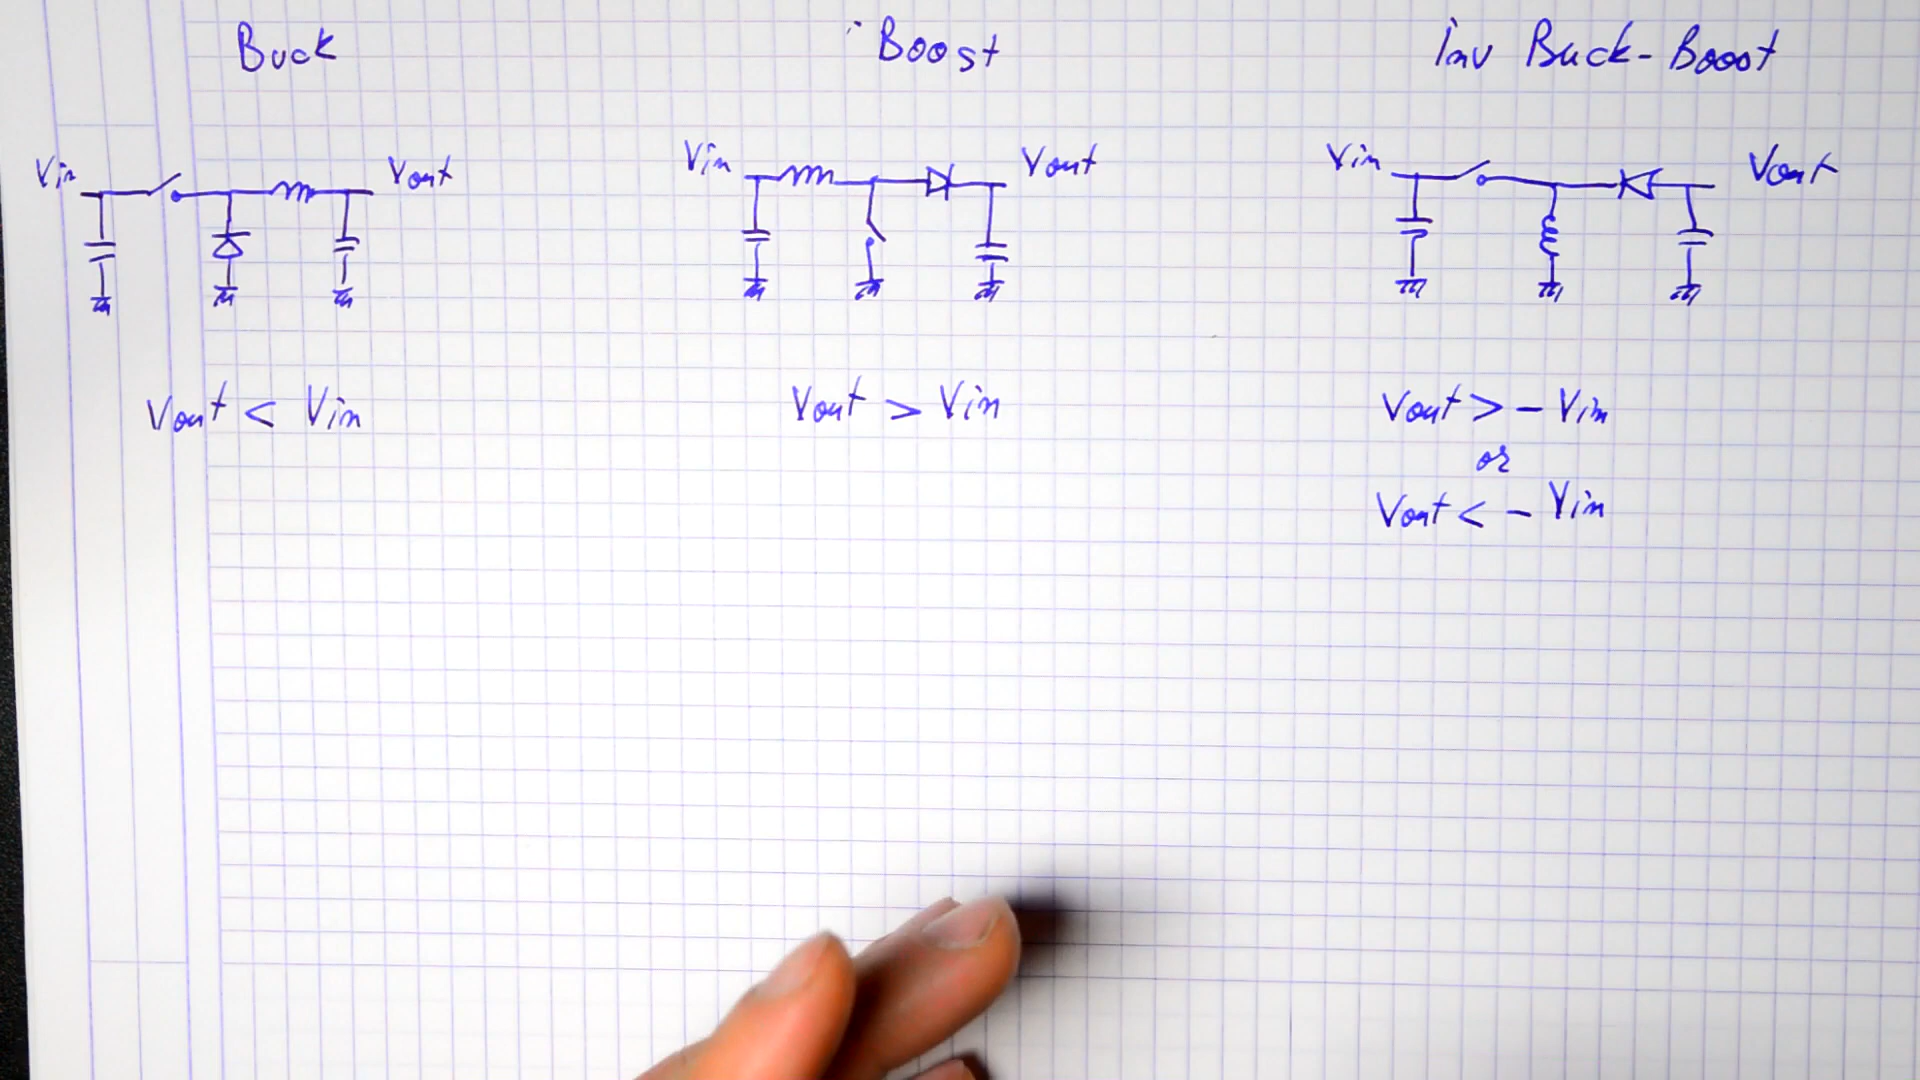 Buck
Boost
Inv Buck-Boost
Vin
Vout
Vin
Vout
Vin
Vout
Vout < Vin
Vout > Vin
Vout > - Vin
or
Vout < - Vin